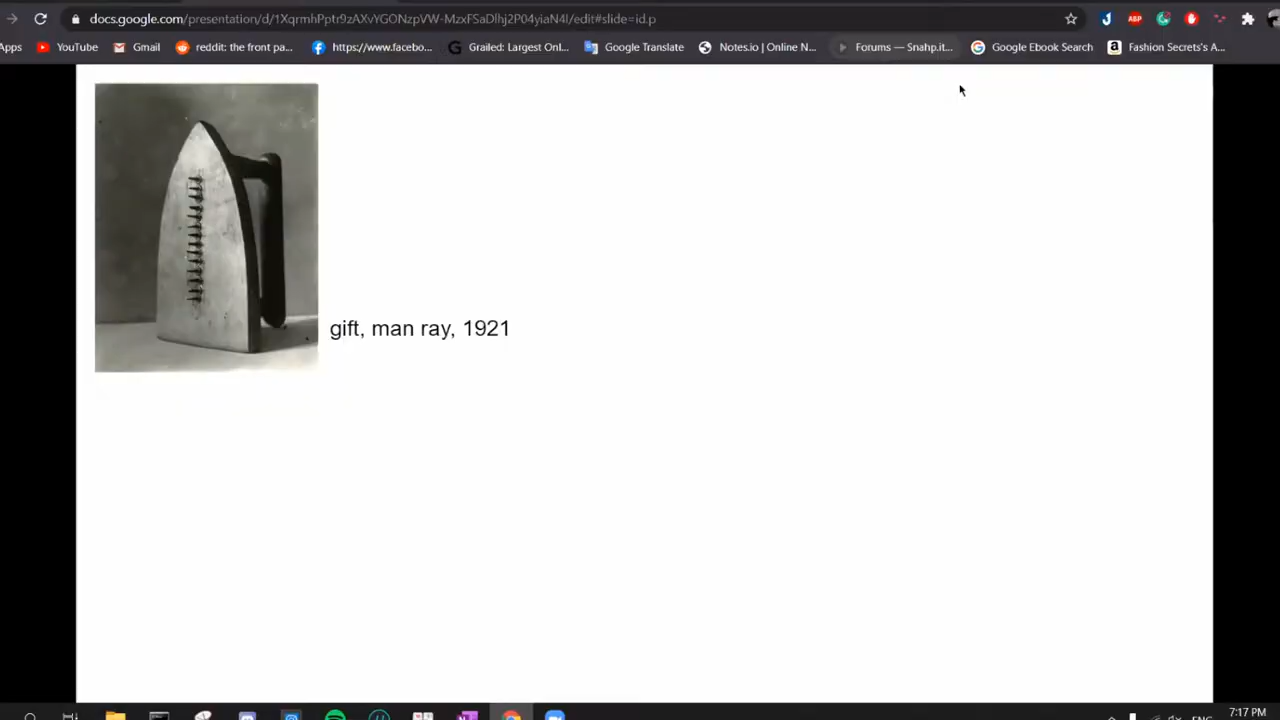 docs.google.com/presentation/d/1XqrmhPptr9zAXvYGONzpVW-MzxFSaDlhj2P04yiaN4I/edit#slide=id.p
Apps YouTube Gmail reddit: the front pa... https://www.facebo... Grailed: Largest Onl... Google Translate Notes.io | Online N... Forums — Snahp.it... Google Ebook Search Fashion Secrets's A...
gift, man ray, 1921
ENG 7:17 PM